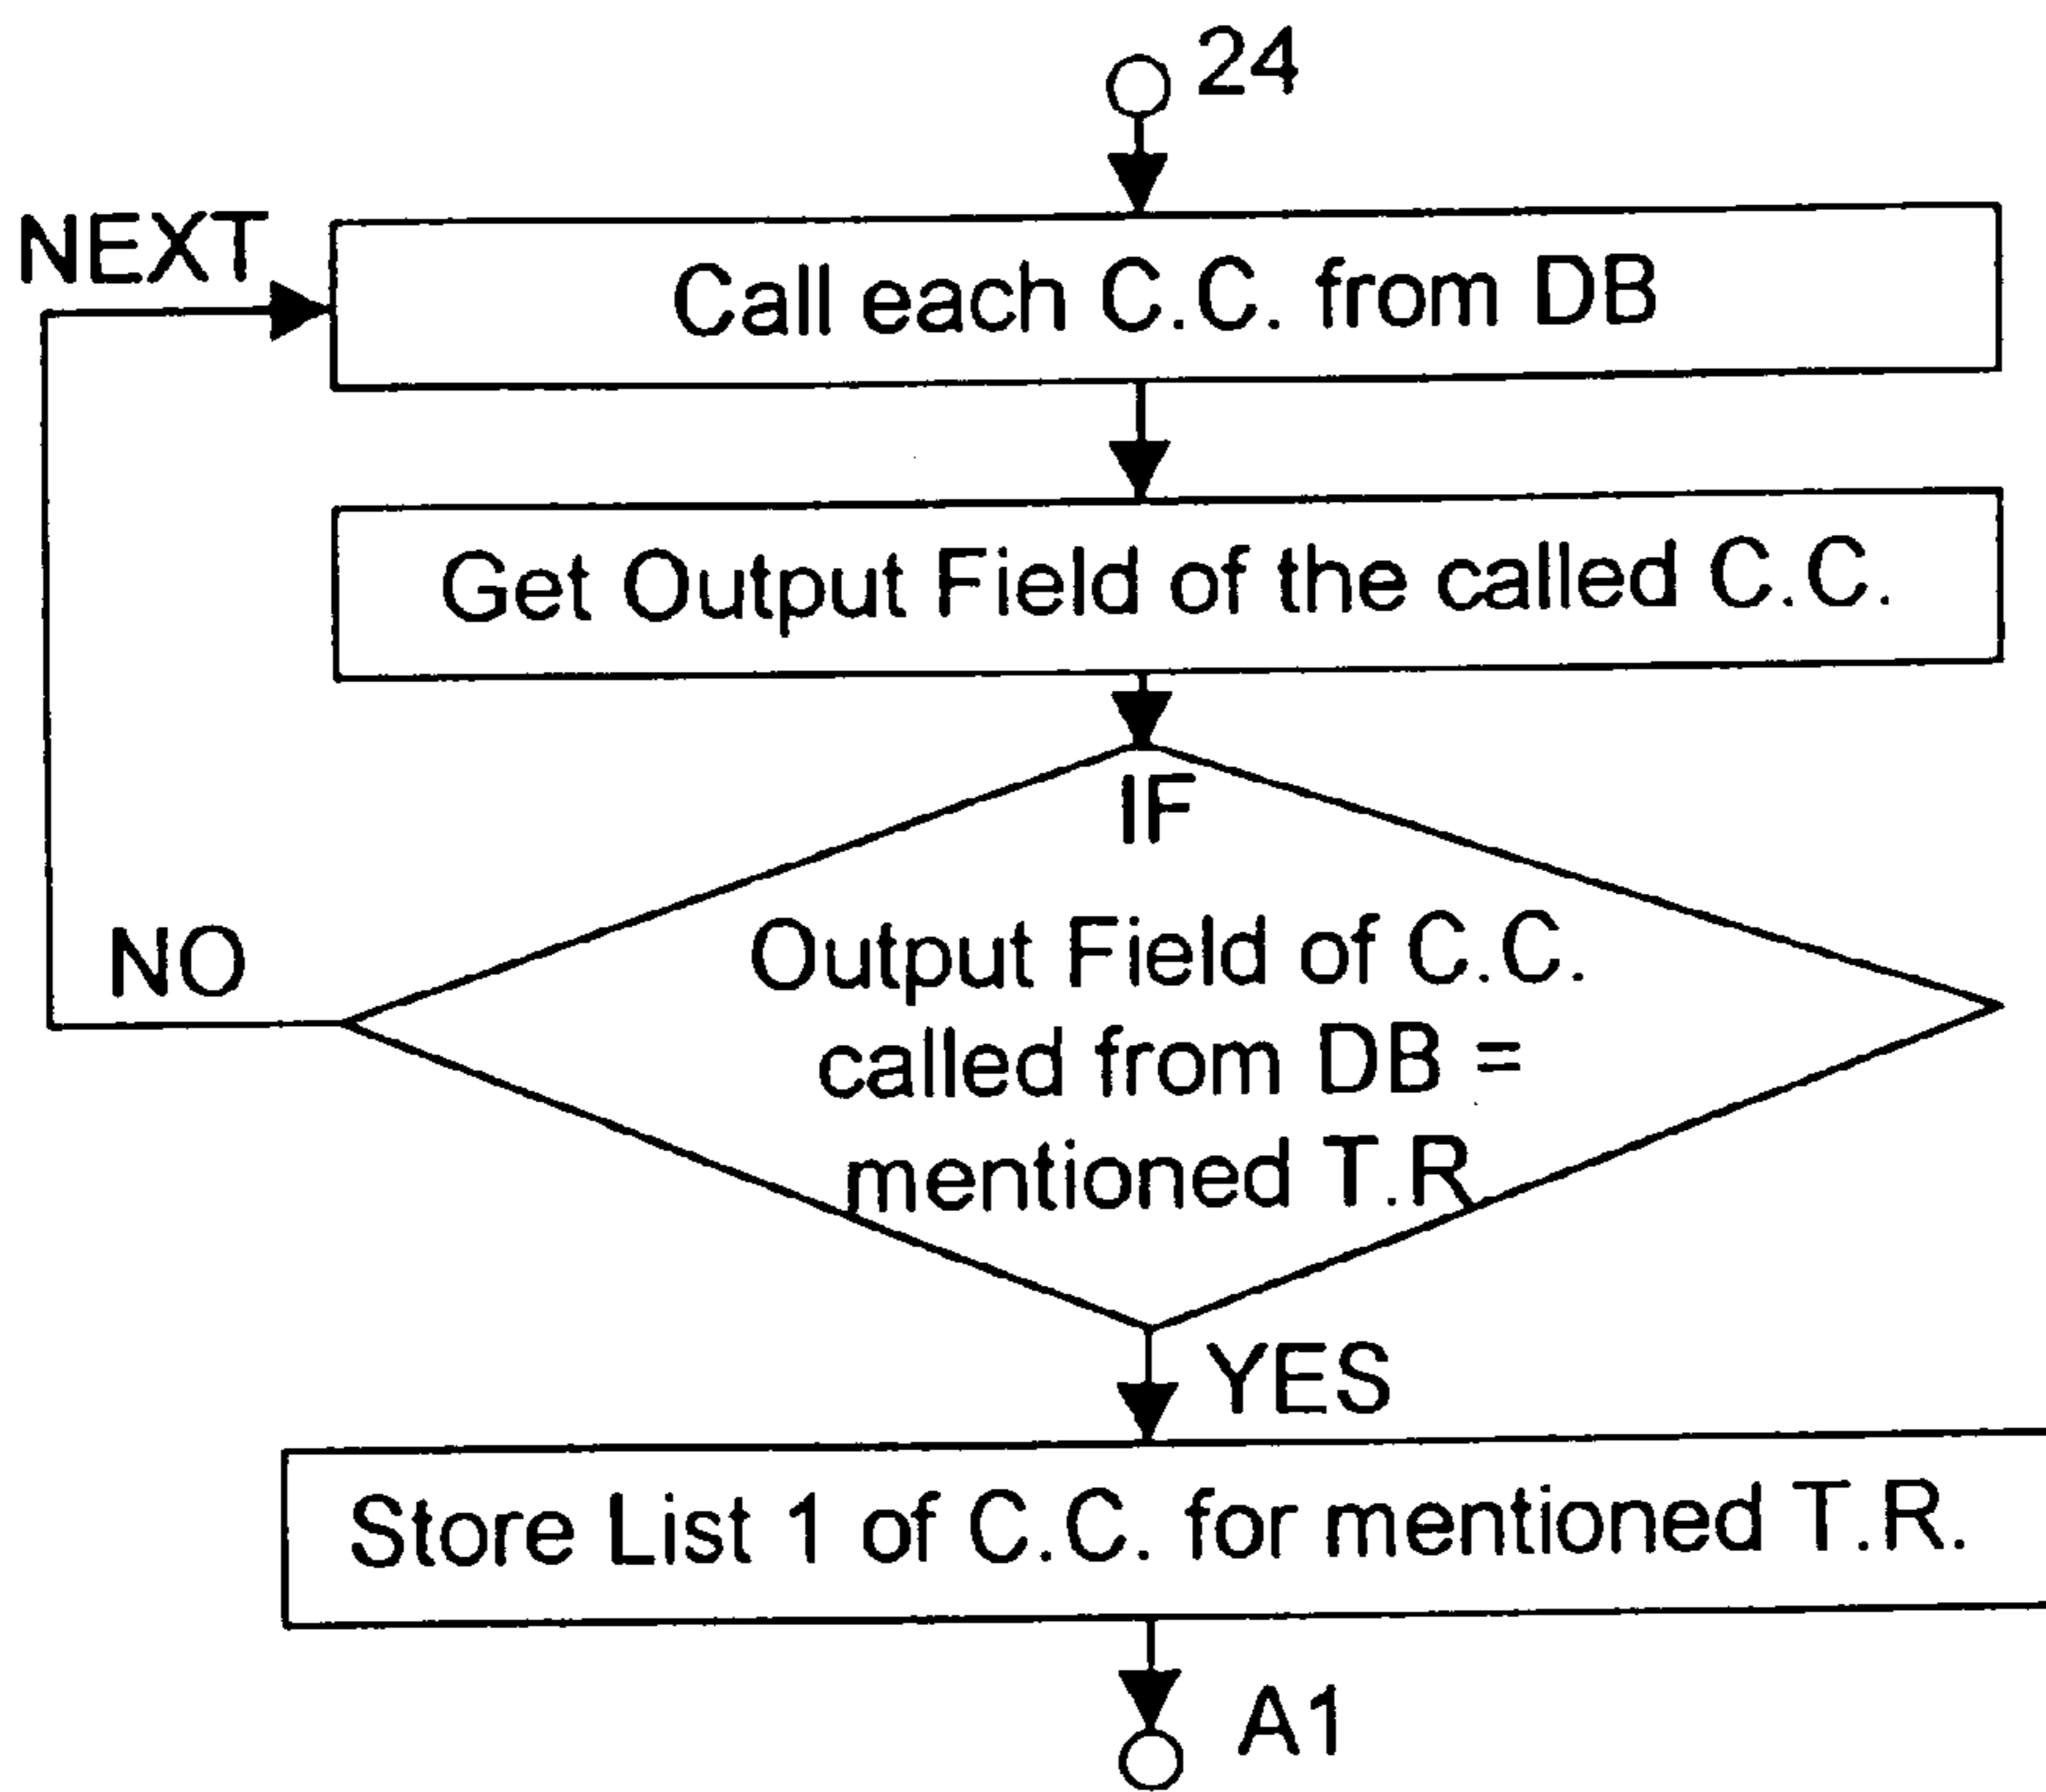 24
NEXT
Call each C.C. from DB
Get Output Field of the called C.C.
IF
NO
Output Field of C.C.
called from DB =
mentioned T.R
YES
Store List 1 of C.C. for mentioned T.R.
A1